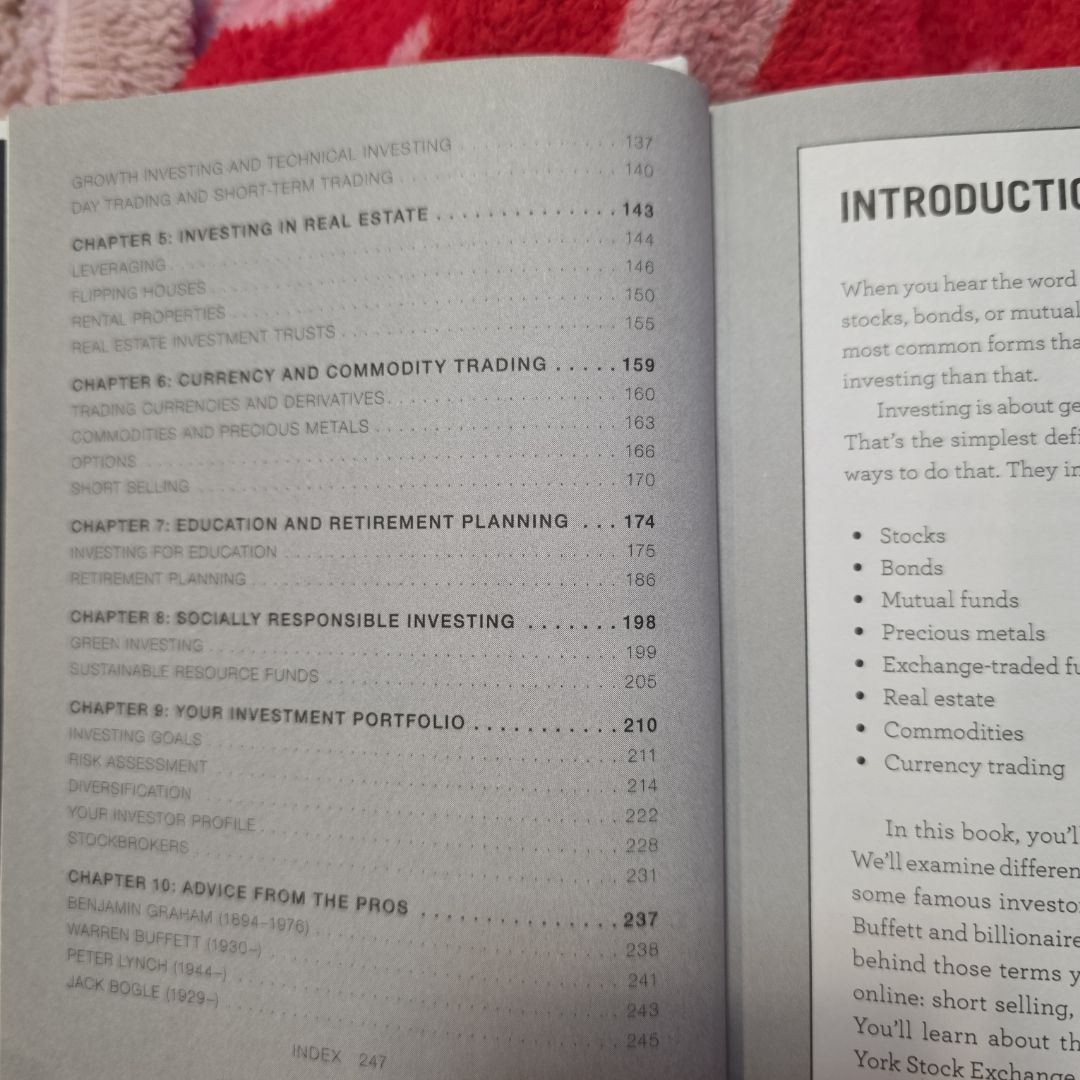 GROWTH INVESTING AND TECHNICAL INVESTING . . . . . . . . . . . . 137
DAY TRADING AND SHORT-TERM TRADING . . . . . . . . . . . . 140
CHAPTER 5: INVESTING IN REAL ESTATE . . . . . . . . . . . . 143
LEVERAGING . . . . . . . . . . . . 144
FLIPPING HOUSES . . . . . . . . . . . . 146
RENTAL PROPERTIES . . . . . . . . . . . . 150
REAL ESTATE INVESTMENT TRUSTS . . . . . . . . . . . . 155
CHAPTER 6: CURRENCY AND COMMODITY TRADING . . . . . 159
TRADING CURRENCIES AND DERIVATIVES . . . . . . . . . . . . 160
COMMODITIES AND PRECIOUS METALS . . . . . . . . . . . . 163
OPTIONS . . . . . . . . . . . . 166
SHORT SELLING . . . . . . . . . . . . 170
CHAPTER 7: EDUCATION AND RETIREMENT PLANNING . . . 174
INVESTING FOR EDUCATION . . . . . . . . . . . . 175
RETIREMENT PLANNING . . . . . . . . . . . . 186
CHAPTER 8: SOCIALLY RESPONSIBLE INVESTING . . . . . . . 198
GREEN INVESTING . . . . . . . . . . . . 199
SUSTAINABLE RESOURCE FUNDS . . . . . . . . . . . . 205
CHAPTER 9: YOUR INVESTMENT PORTFOLIO . . . . . . . . . . . 210
INVESTING GOALS . . . . . . . . . . . . 211
RISK ASSESSMENT . . . . . . . . . . . . 214
DIVERSIFICATION . . . . . . . . . . . . 222
YOUR INVESTOR PROFILE . . . . . . . . . . . . 228
STOCKBROKERS . . . . . . . . . . . . 231
CHAPTER 10: ADVICE FROM THE PROS . . . . . . . . . . . . 237
BENJAMIN GRAHAM (1894–1976) . . . . . . . . . . . . 238
WARREN BUFFETT (1930–) . . . . . . . . . . . . 241
PETER LYNCH (1944–) . . . . . . . . . . . . 243
JACK BOGLE (1929–) . . . . . . . . . . . . 245
INDEX 247
INTRODUCTIO
When you hear the word
stocks, bonds, or mutual
most common forms tha
investing than that.
Investing is about ge
That's the simplest defi
ways to do that. They in
• Stocks
• Bonds
• Mutual funds
• Precious metals
• Exchange-traded fu
• Real estate
• Commodities
• Currency trading
In this book, you'll
We'll examine differen
some famous investo
Buffett and billionaire
behind those terms y
online: short selling,
You'll learn about th
York Stock Exchange